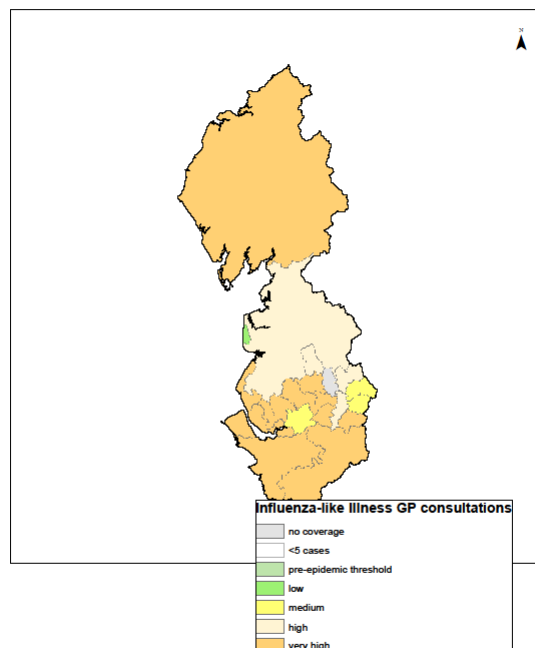 N
Influenza-like Illness GP consultations
no coverage
<5 cases
pre-epidemic threshold
low
medium
high
very high